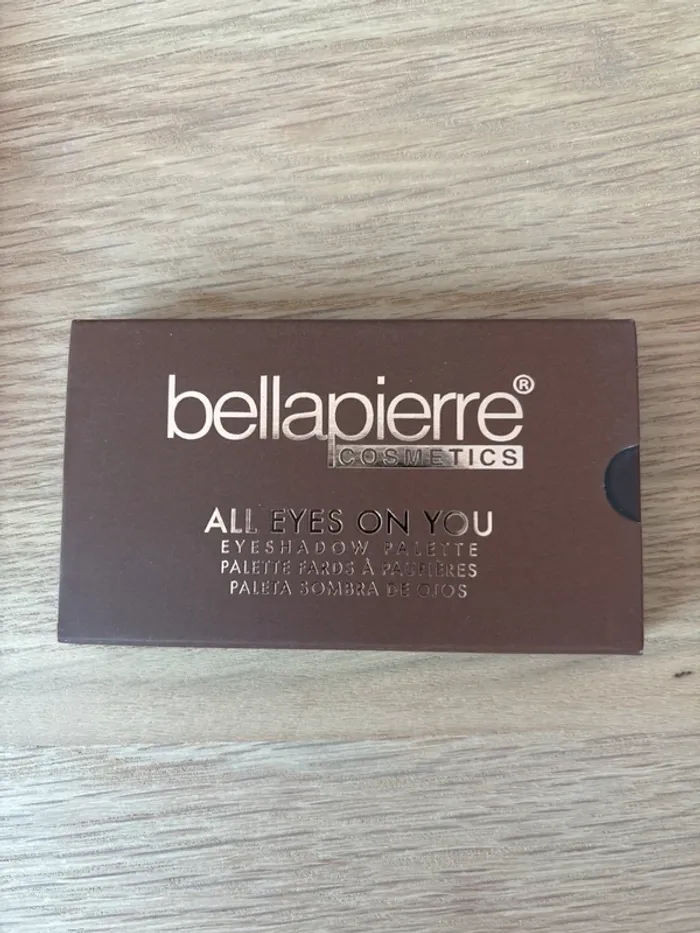 bellapierre®
COSMETICS
ALL EYES ON YOU
EYESHADOW PALETTE
PALETTE FARDS À PAUPIÈRES
PALETA SOMBRA DE OJOS